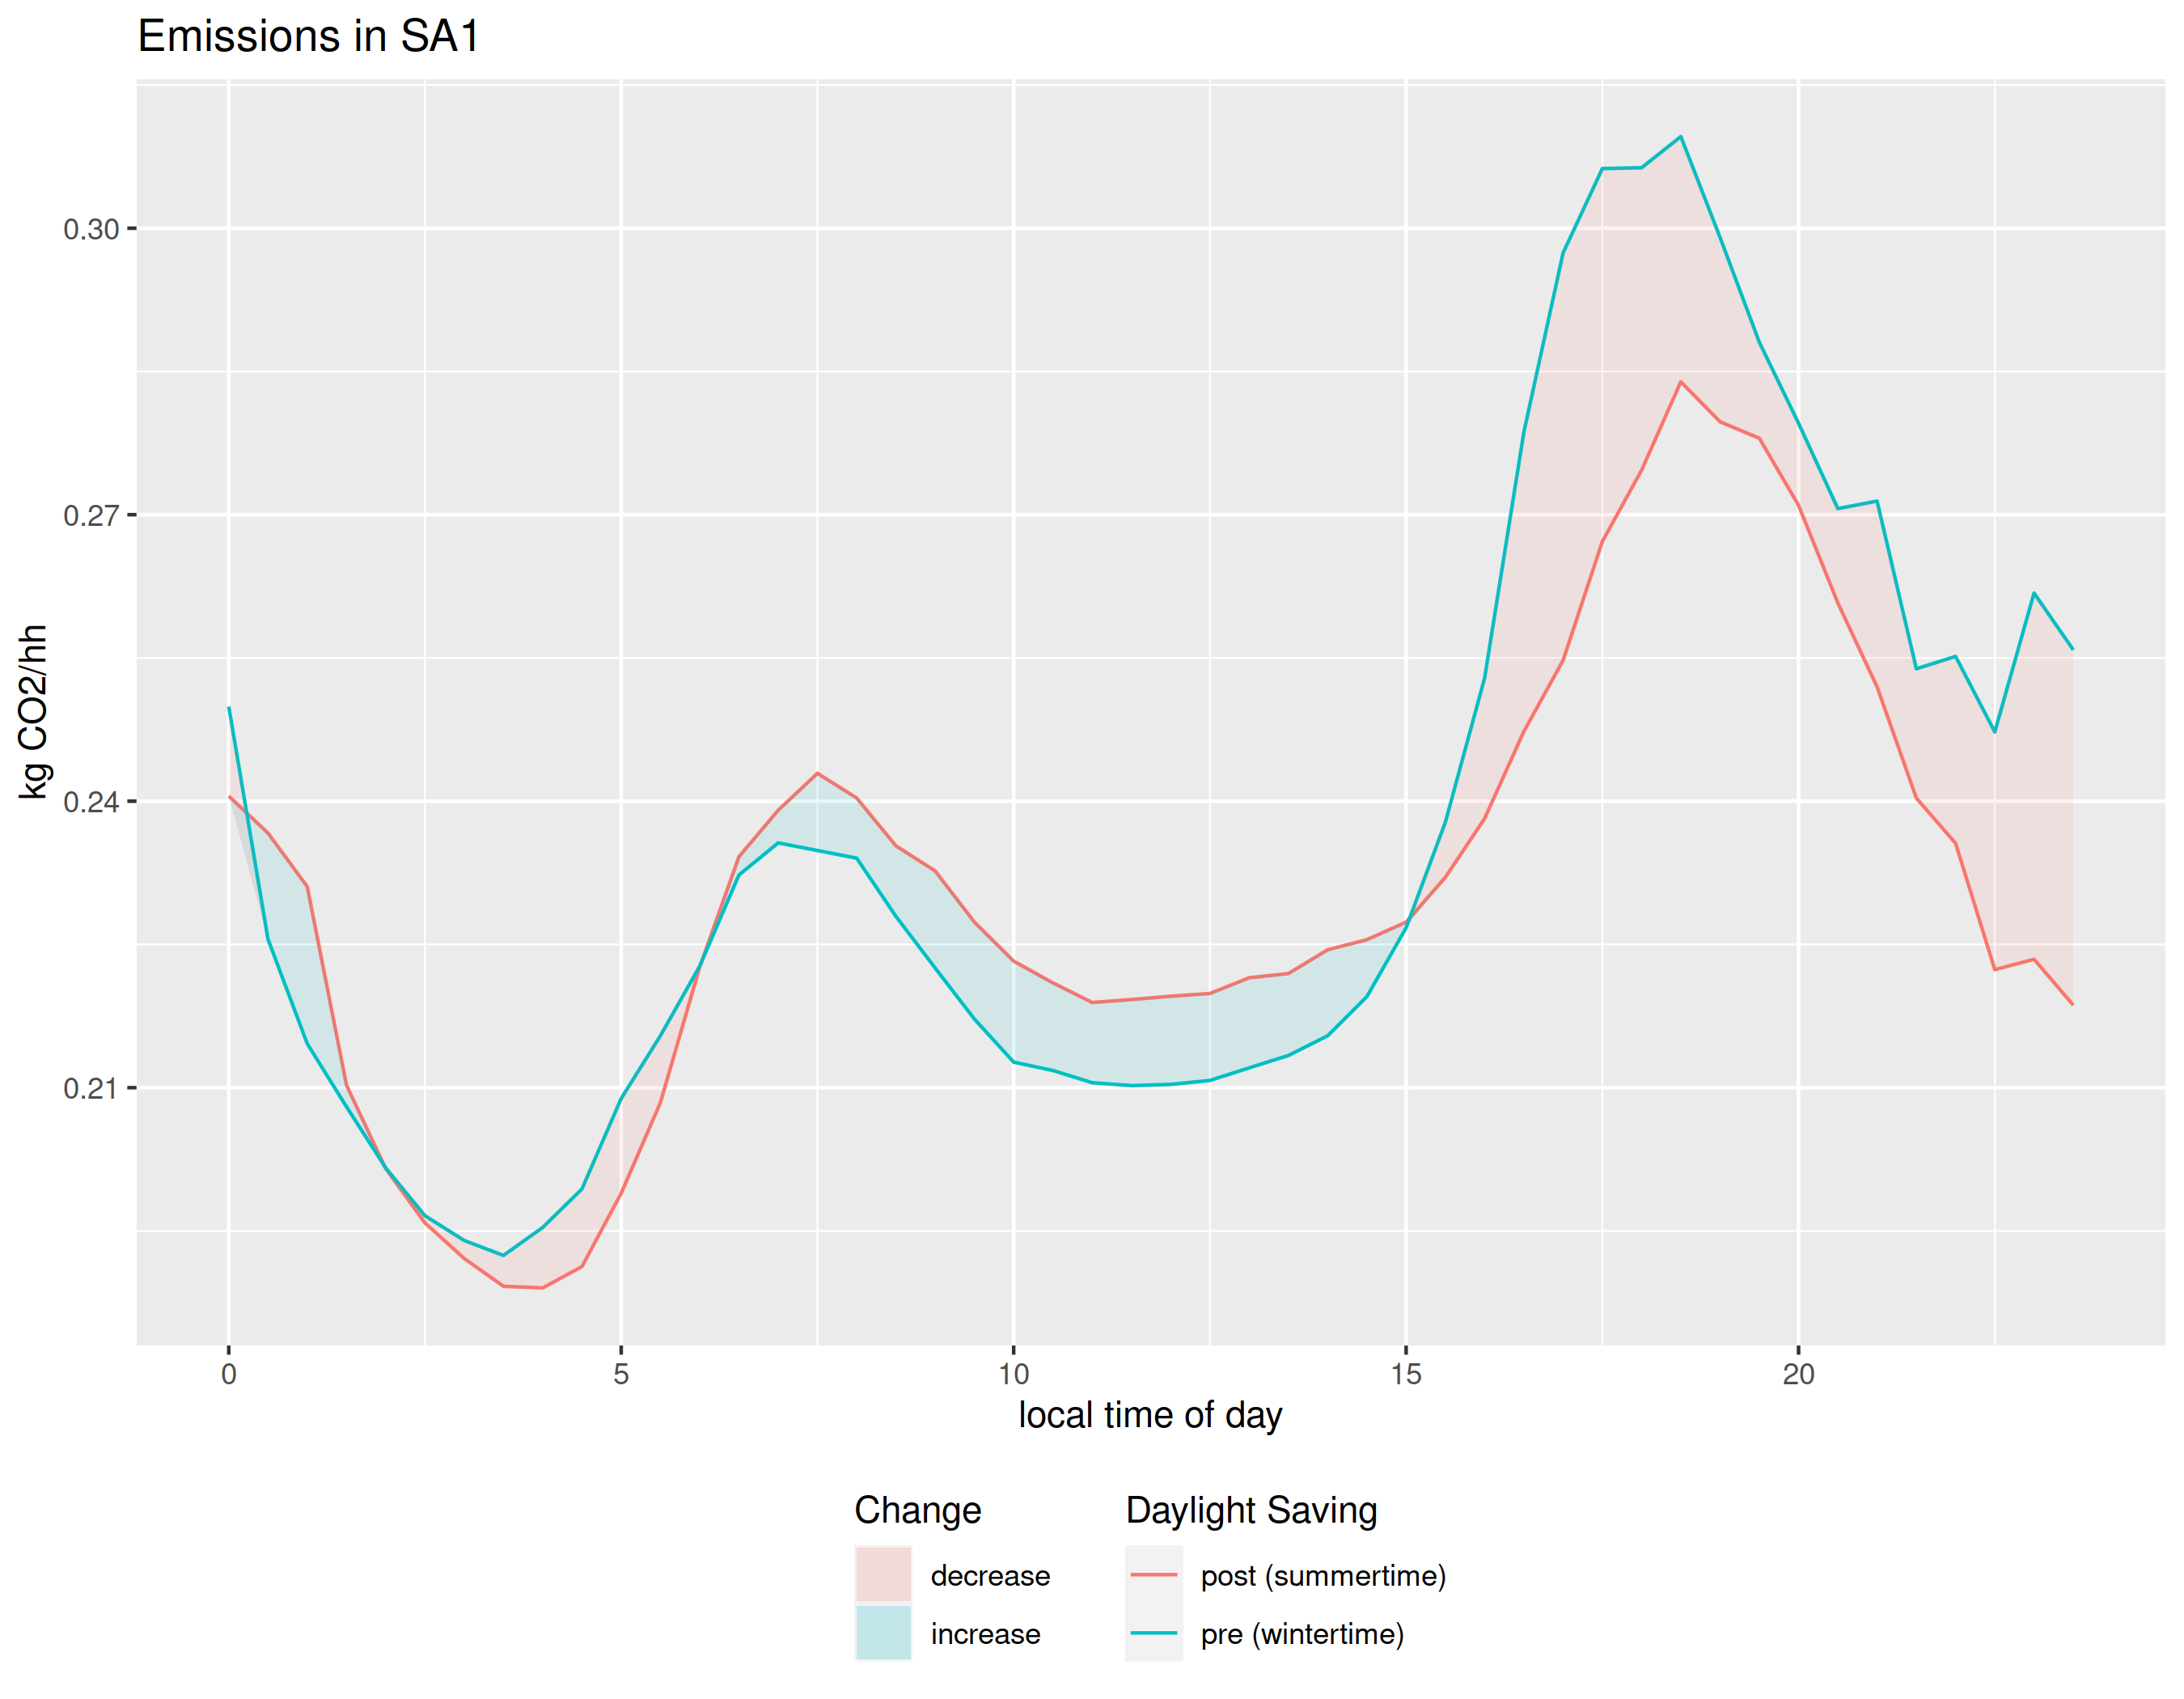 Emissions in SA1
kg CO2/hh
0.30
0.27
0.24
0.21
0 5 10 15 20
local time of day
Change
decrease
increase
Daylight Saving
post (summertime)
pre (wintertime)